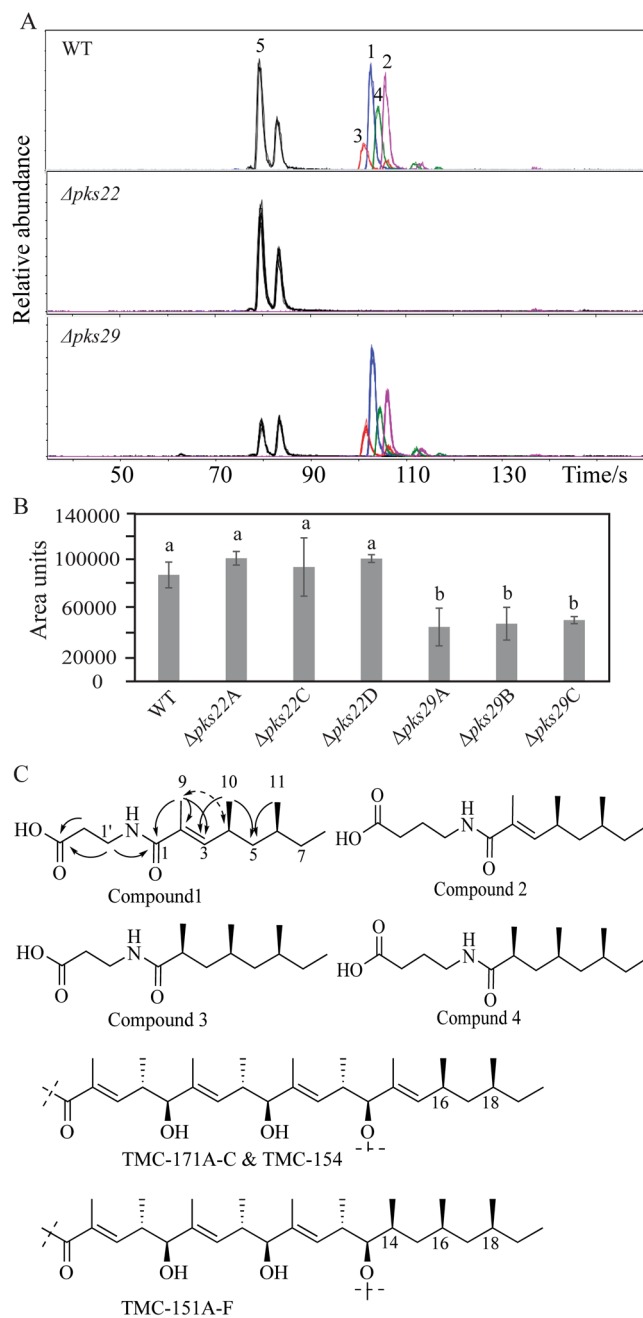 A
WT
5
1
2
4
3
Δpks22
Δpks29
Relative abundance
50 70 90 110 130 Time/s
B
140000
100000
60000
20000
0
Area units
a a a a b b b
WT Δpks22A Δpks22C Δpks22D Δpks29A Δpks29B Δpks29C
C
9 10 11
H
N
1'
HO
O
1
O
3 5 7
Compound1
O
HO
H
N
O
Compound 2
HO
O
H
N
O
Compound 3
O
HO
H
N
O
Compund 4
O
OH
OH
O
16
18
TMC-171A-C & TMC-154
O
OH
OH
O
14
16
18
TMC-151A-F